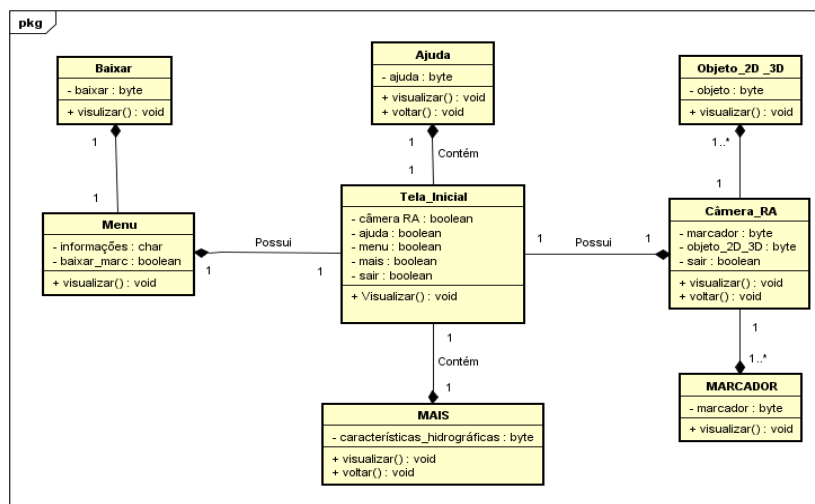 pkg
Baixar
- baixar : byte
+ visulizar() : void
Ajuda
- ajuda : byte
+ visualizar() : void
+ voltar() : void
Objeto_2D _3D
- objeto : byte
+ visualizar() : void
1
1
Contém
1
1..*
1
1
Menu
- informações : char
- baixar_marc : boolean
+ visualizar() : void
Possui
1
1
Tela_Inicial
- câmera RA : boolean
- ajuda : boolean
- menu : boolean
- mais : boolean
- sair : boolean
+ Visualizar() : void
1
Possui
1
Câmera_RA
- marcador : byte
- objeto_2D_3D : byte
- sair : boolean
+ visualizar() : void
+ voltar() : void
1
Contém
1
1
1..*
MAIS
- características_hidrográficas : byte
+ visualizar() : void
+ voltar() : void
MARCADOR
- marcador : byte
+ visualizar() : void